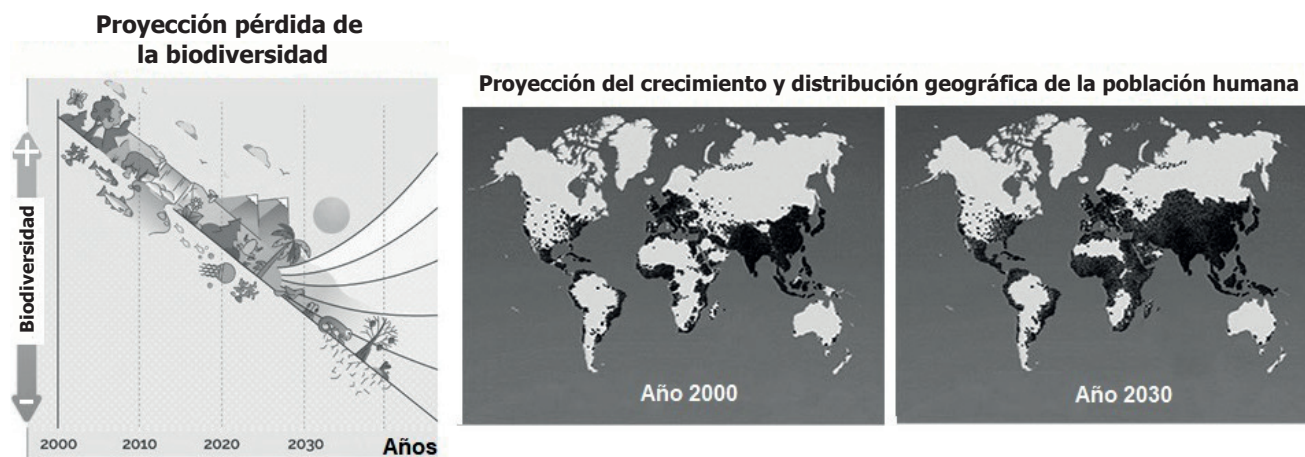 Proyección pérdida de
la biodiversidad
+
Biodiversidad
-
2000 2010 2020 2030 Años
Proyección del crecimiento y distribución geográfica de la población humana
Año 2000
Año 2030